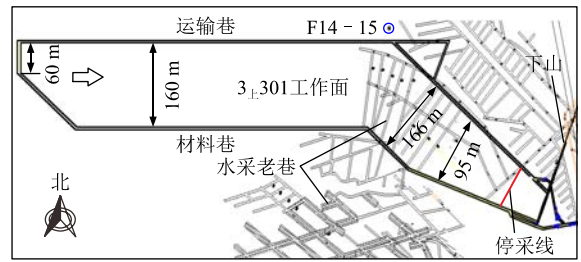 运输巷
F14－15
下山
60 m
160 m
3上301工作面
166 m
95 m
材料巷
水采老巷
北
停采线